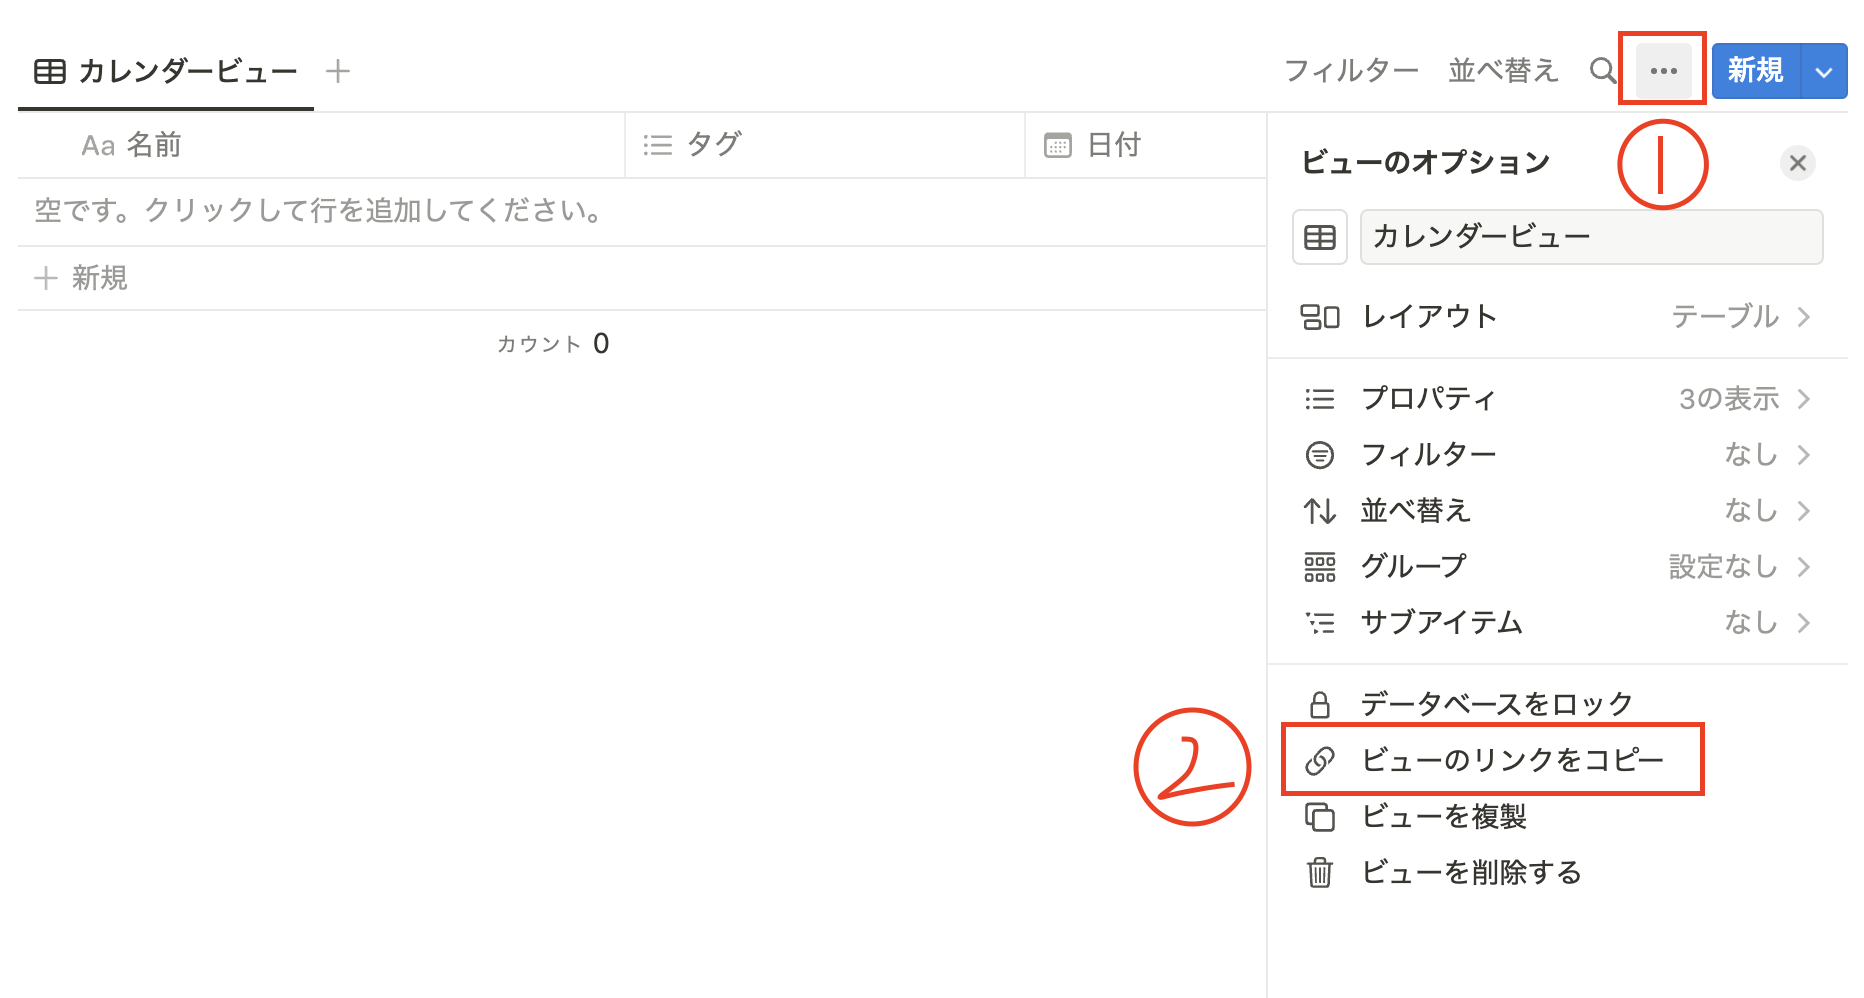 カレンダービュー
フィルター 並べ替え 新規
Aa 名前 タグ 日付
空です。クリックして行を追加してください。
新規
カウント 0
1
ビューのオプション
カレンダービュー
レイアウト テーブル
プロパティ 3の表示
フィルター なし
並べ替え なし
グループ 設定なし
サブアイテム なし
データベースをロック
2
ビューのリンクをコピー
ビューを複製
ビューを削除する